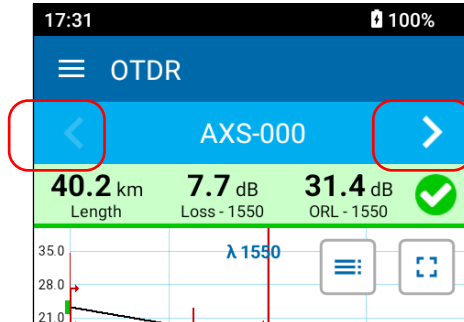 17:31 100%
OTDR
AXS-000
40.2 km 7.7 dB 31.4 dB
Length Loss - 1550 ORL - 1550
35.0 λ 1550
28.0
21.0